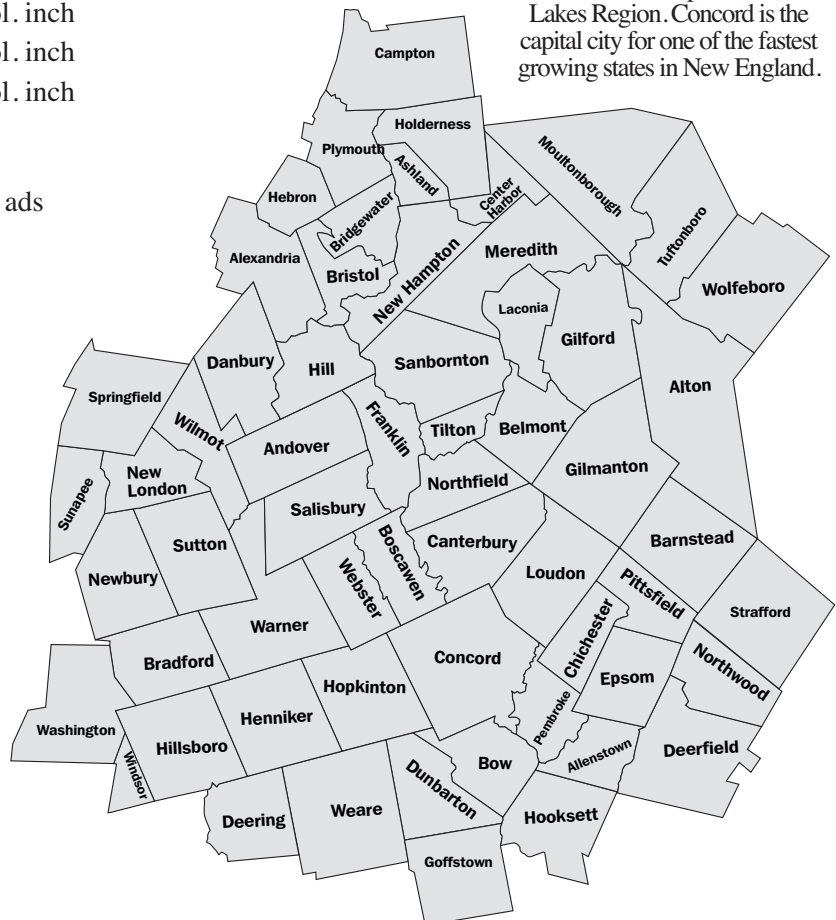 ol. inch
ol. inch
ol. inch
ads
Lakes Region. Concord is the
capital city for one of the fastest
growing states in New England.
Campton
Holderness
Plymouth
Ashland
Moultonborough
Hebron
Center
Harbor
Bridgewater
Tuftonboro
Alexandria
Meredith
Bristol
New Hampton
Wolfeboro
Laconia
Gilford
Danbury
Hill
Sanbornton
Alton
Springfield
Wilmot
Franklin
Tilton
Belmont
Andover
Gilmanton
New
London
Northfield
Sunapee
Salisbury
Barnstead
Sutton
Boscawen
Canterbury
Newbury
Webster
Loudon
Pittsfield
Strafford
Warner
Chichester
Bradford
Concord
Northwood
Hopkinton
Epsom
Washington
Henniker
Pembroke
Hillsboro
Windsor
Allenstown
Deerfield
Bow
Dunbarton
Deering
Weare
Hooksett
Goffstown